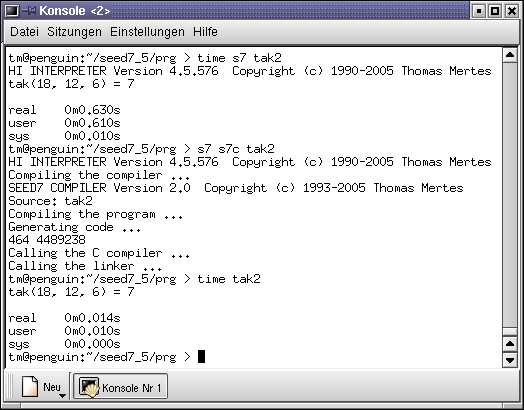 Konsole <2>
Datei Sitzungen Einstellungen Hilfe
tm@penguin:~/seed7_5/prg > time s7 tak2
HI INTERPRETER Version 4.5.576  Copyright (c) 1990-2005 Thomas Mertes
tak(18, 12, 6) = 7
real    0m0.630s
user    0m0.610s
sys     0m0.010s
tm@penguin:~/seed7_5/prg > s7 s7c tak2
HI INTERPRETER Version 4.5.576  Copyright (c) 1990-2005 Thomas Mertes
Compiling the compiler ...
SEED7 COMPILER Version 2.0  Copyright (c) 1993-2005 Thomas Mertes
Source: tak2
Compiling the program ...
Generating code ...
464 4489238
Calling the C compiler ...
Calling the linker ...
tm@penguin:~/seed7_5/prg > time tak2
tak(18, 12, 6) = 7
real    0m0.014s
user    0m0.010s
sys     0m0.000s
tm@penguin:~/seed7_5/prg >
Neu
Konsole Nr 1